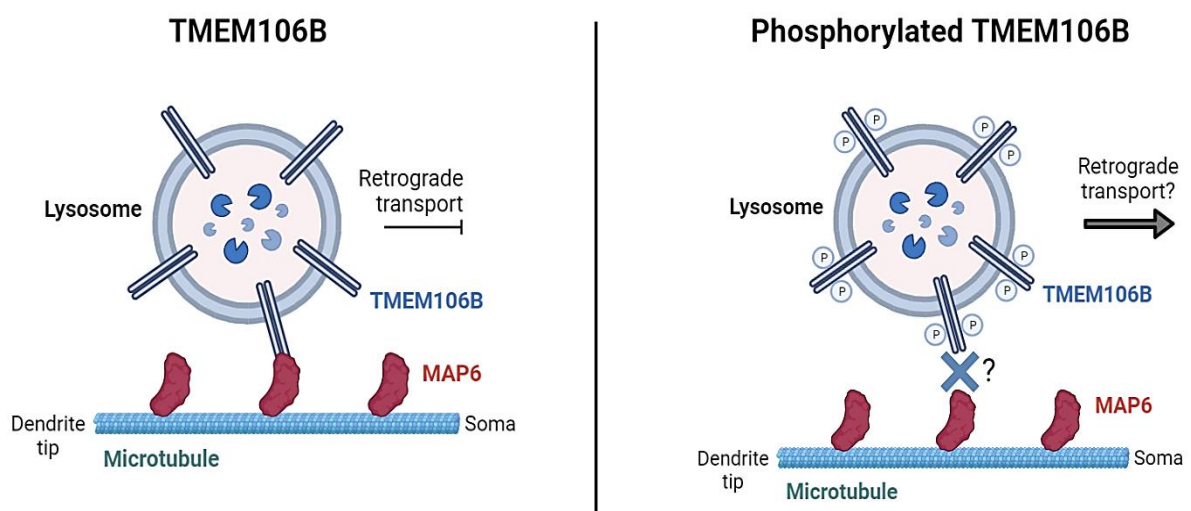 TMEM106B
Retrograde
transport
Lysosome
TMEM106B
MAP6
Dendrite
tip
Soma
Microtubule
Phosphorylated TMEM106B
P
P
P
P
Retrograde
transport?
Lysosome
P
P
P
P
TMEM106B
P
P
?
MAP6
Dendrite
tip
Soma
Microtubule